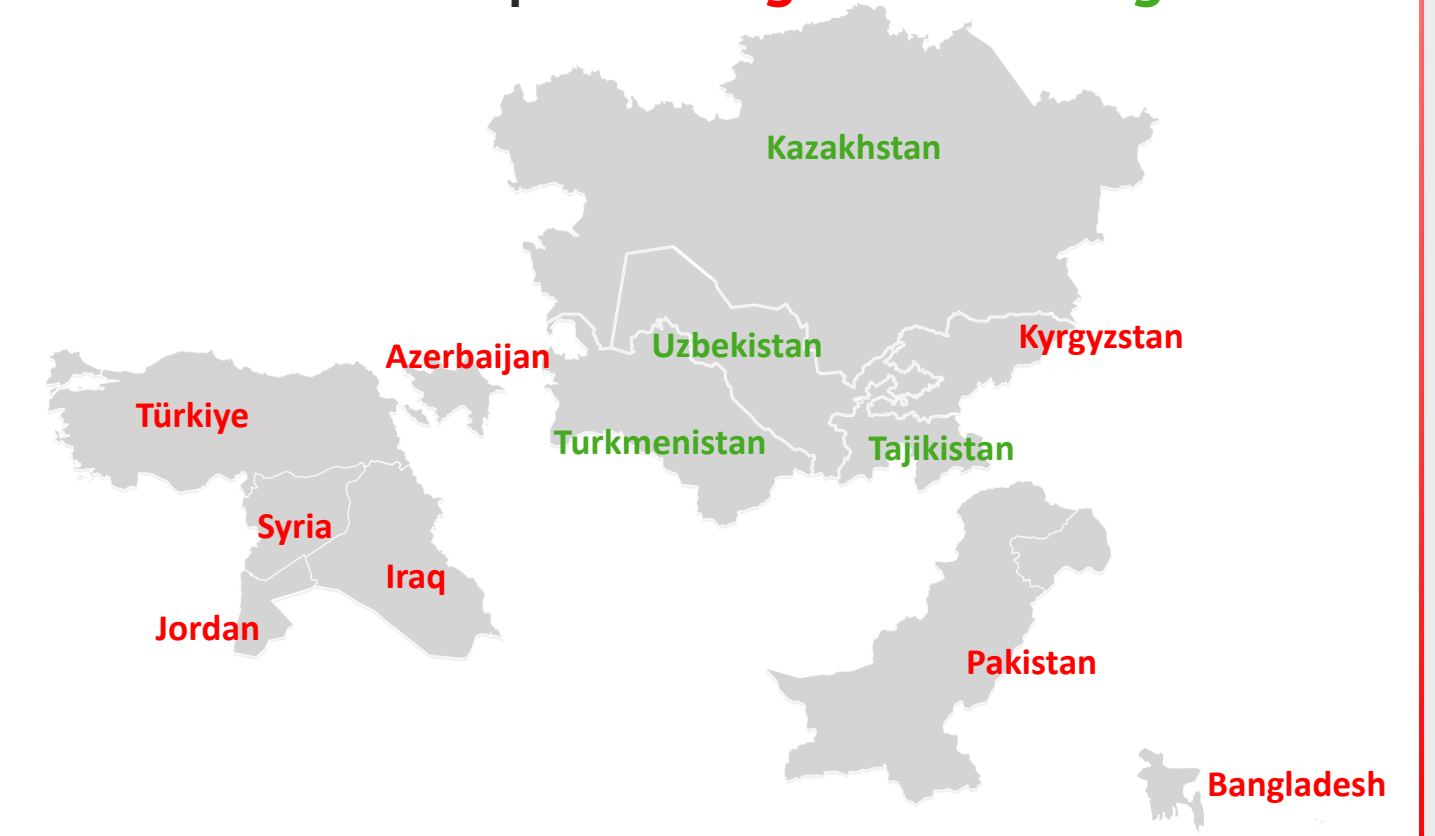 Kazakhstan
Kyrgyzstan
Uzbekistan
Azerbaijan
Türkiye
Turkmenistan
Tajikistan
Syria
Iraq
Jordan
Pakistan
Bangladesh